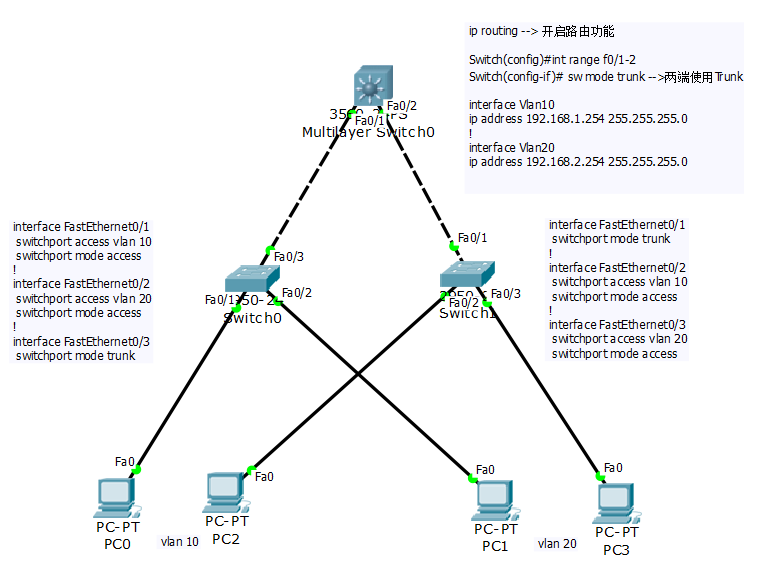 ip routing --> 开启路由功能
Switch(config)#int range f0/1-2
Switch(config-if)# sw mode trunk -->两端使用Trunk
interface Vlan10
ip address 192.168.1.254 255.255.255.0
!
interface Vlan20
ip address 192.168.2.254 255.255.255.0
Fa0/2
Fa0/1
Multilayer Switch0
interface FastEthernet0/1
switchport access vlan 10
switchport mode access
!
interface FastEthernet0/2
switchport access vlan 20
switchport mode access
!
interface FastEthernet0/3
switchport mode trunk
Fa0/3
Fa0/1
Fa0/2
Switch0
Fa0/1
Fa0/3
Fa0/2
Switch1
interface FastEthernet0/1
switchport mode trunk
!
interface FastEthernet0/2
switchport access vlan 10
switchport mode access
!
interface FastEthernet0/3
switchport access vlan 20
switchport mode access
Fa0
PC-PT
PC0
vlan 10
Fa0
PC-PT
PC2
Fa0
PC-PT
PC1
vlan 20
Fa0
PC-PT
PC3